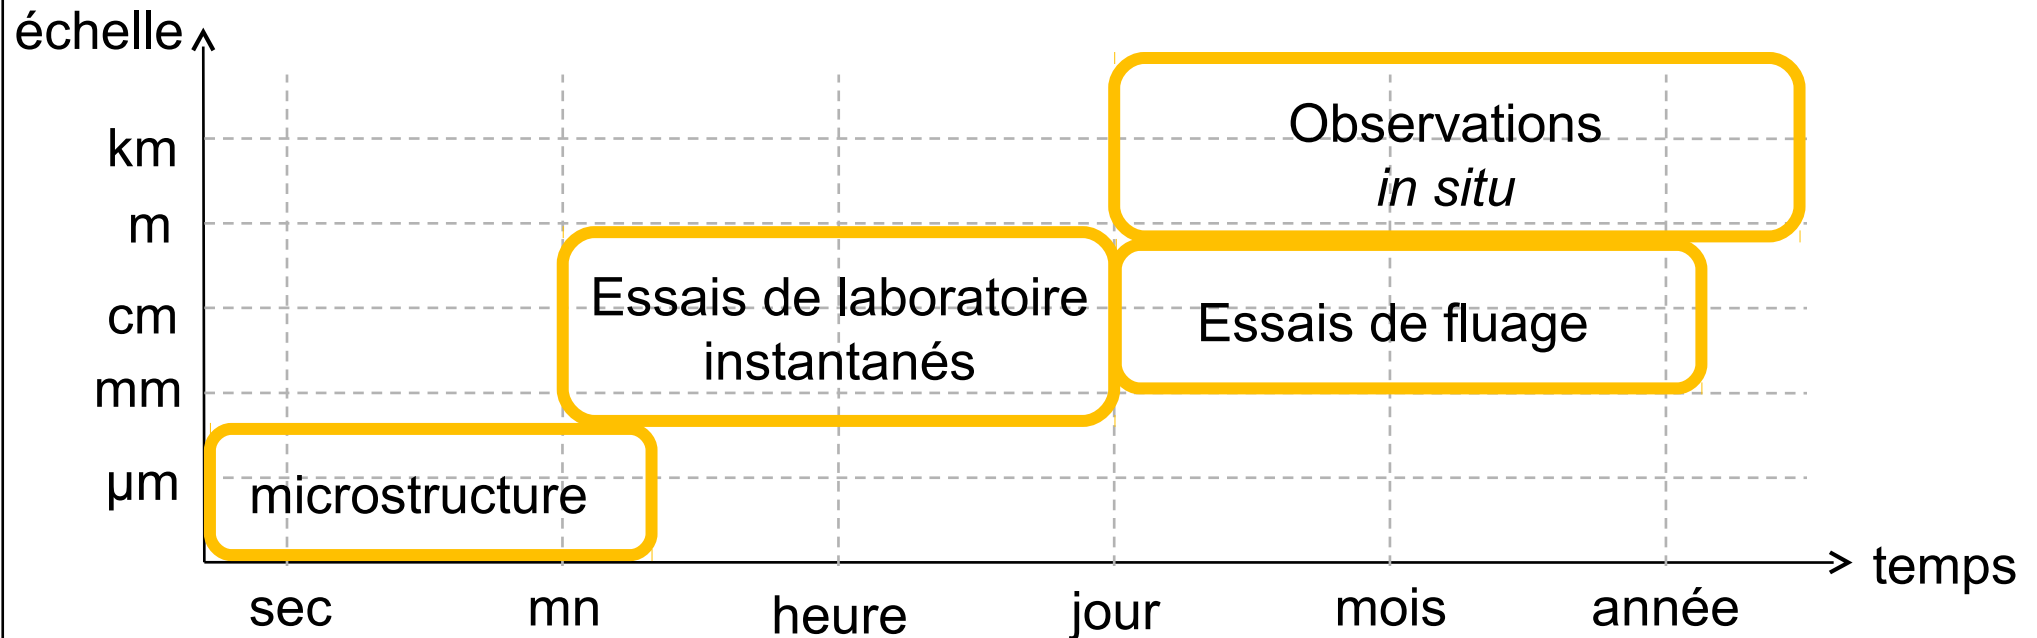 échelle
km
Observations
in situ
m
Essais de laboratoire
instantanés
cm
Essais de fluage
mm
µm
microstructure
temps
sec
mn
heure
jour
mois
année